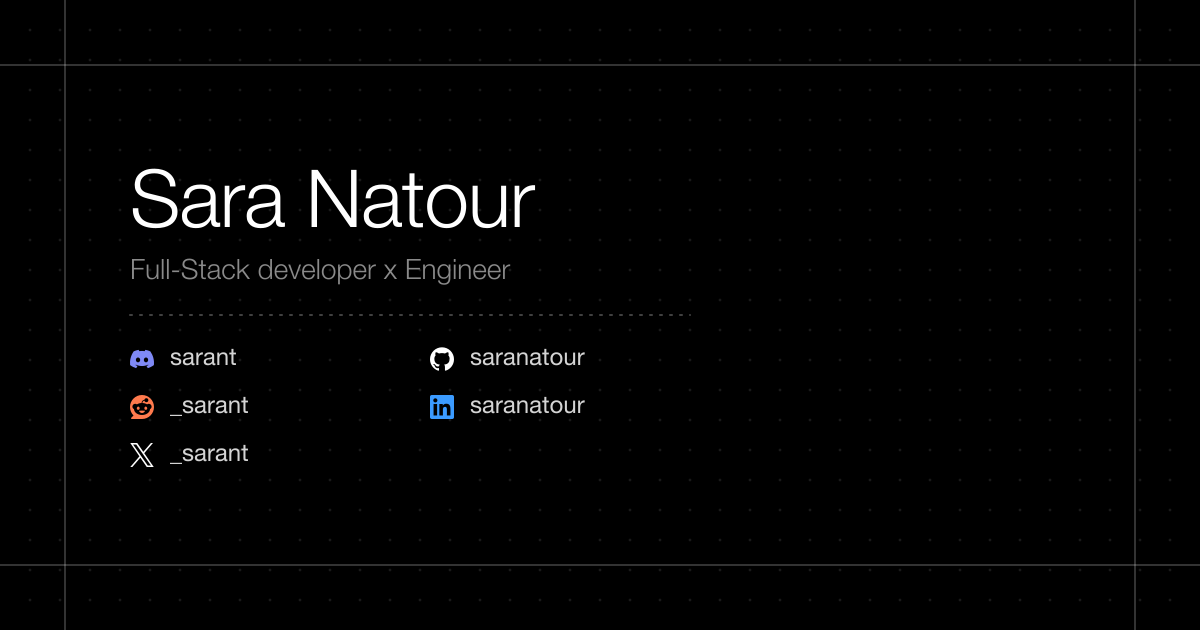 Sara Natour
Full-Stack developer x Engineer
sarant
saranatour
_sarant
saranatour
_sarant